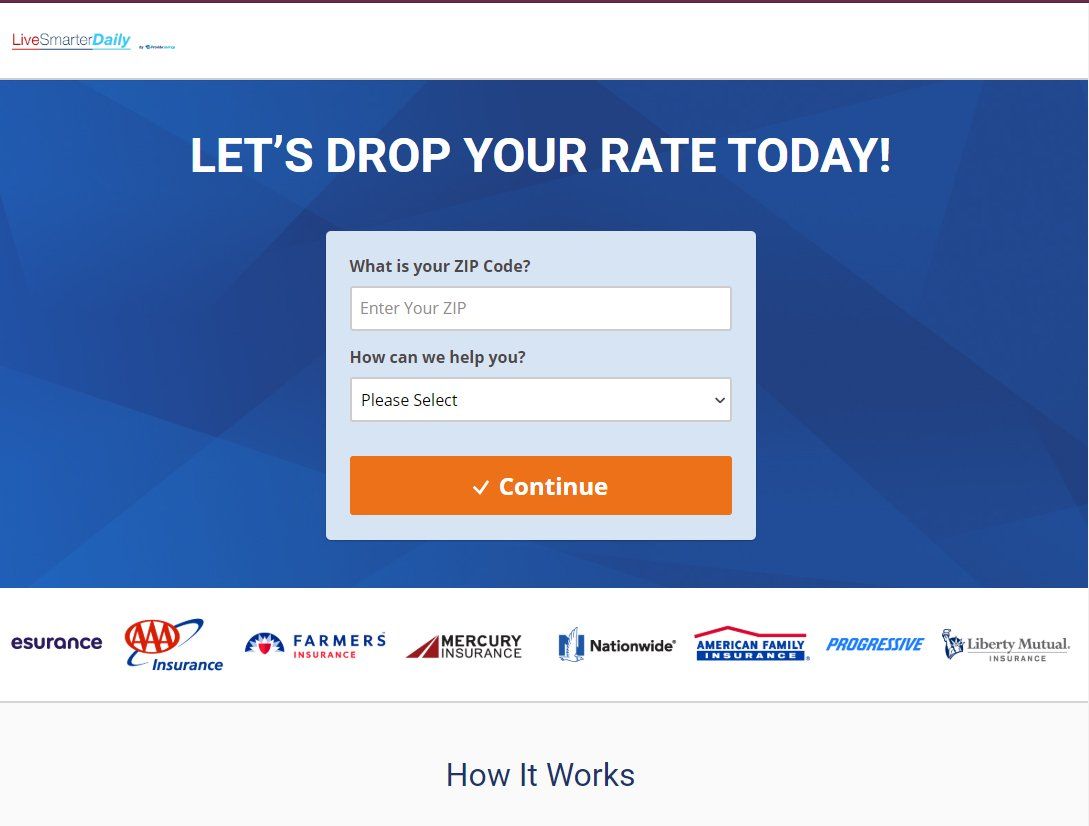 LiveSmarterDaily
LET’S DROP YOUR RATE TODAY!
What is your ZIP Code?
Enter Your ZIP
How can we help you?
Please Select
Continue
esurance
AAA Insurance
FARMERS INSURANCE
MERCURY INSURANCE
Nationwide®
AMERICAN FAMILY INSURANCE ®
PROGRESSIVE
Liberty Mutual. INSURANCE
How It Works